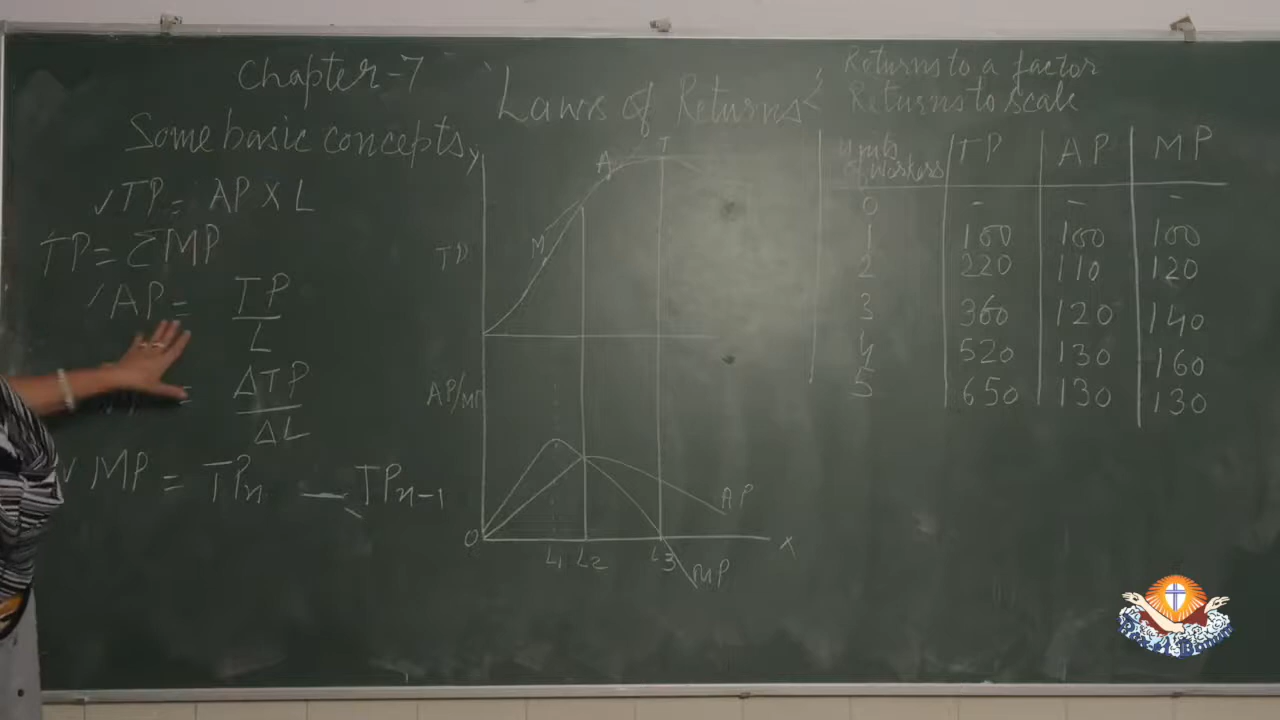 Chapter-7
Some basic concepts
✓TP = AP X L
TP = ΣMP
✓AP = TP
L
= ΔTP
ΔL
✓ MP = TPn — TPn-1
'Laws of Returns'
Returns to a factor
Returns to scale
Y
TP
M
A
T
AP/MP
O
L1 L2 L3
X
AP
MP
Units of workers TP AP MP
0 - - -
1 100 100 100
2 220 110 120
3 360 120 140
4 520 130 160
5 650 130 130